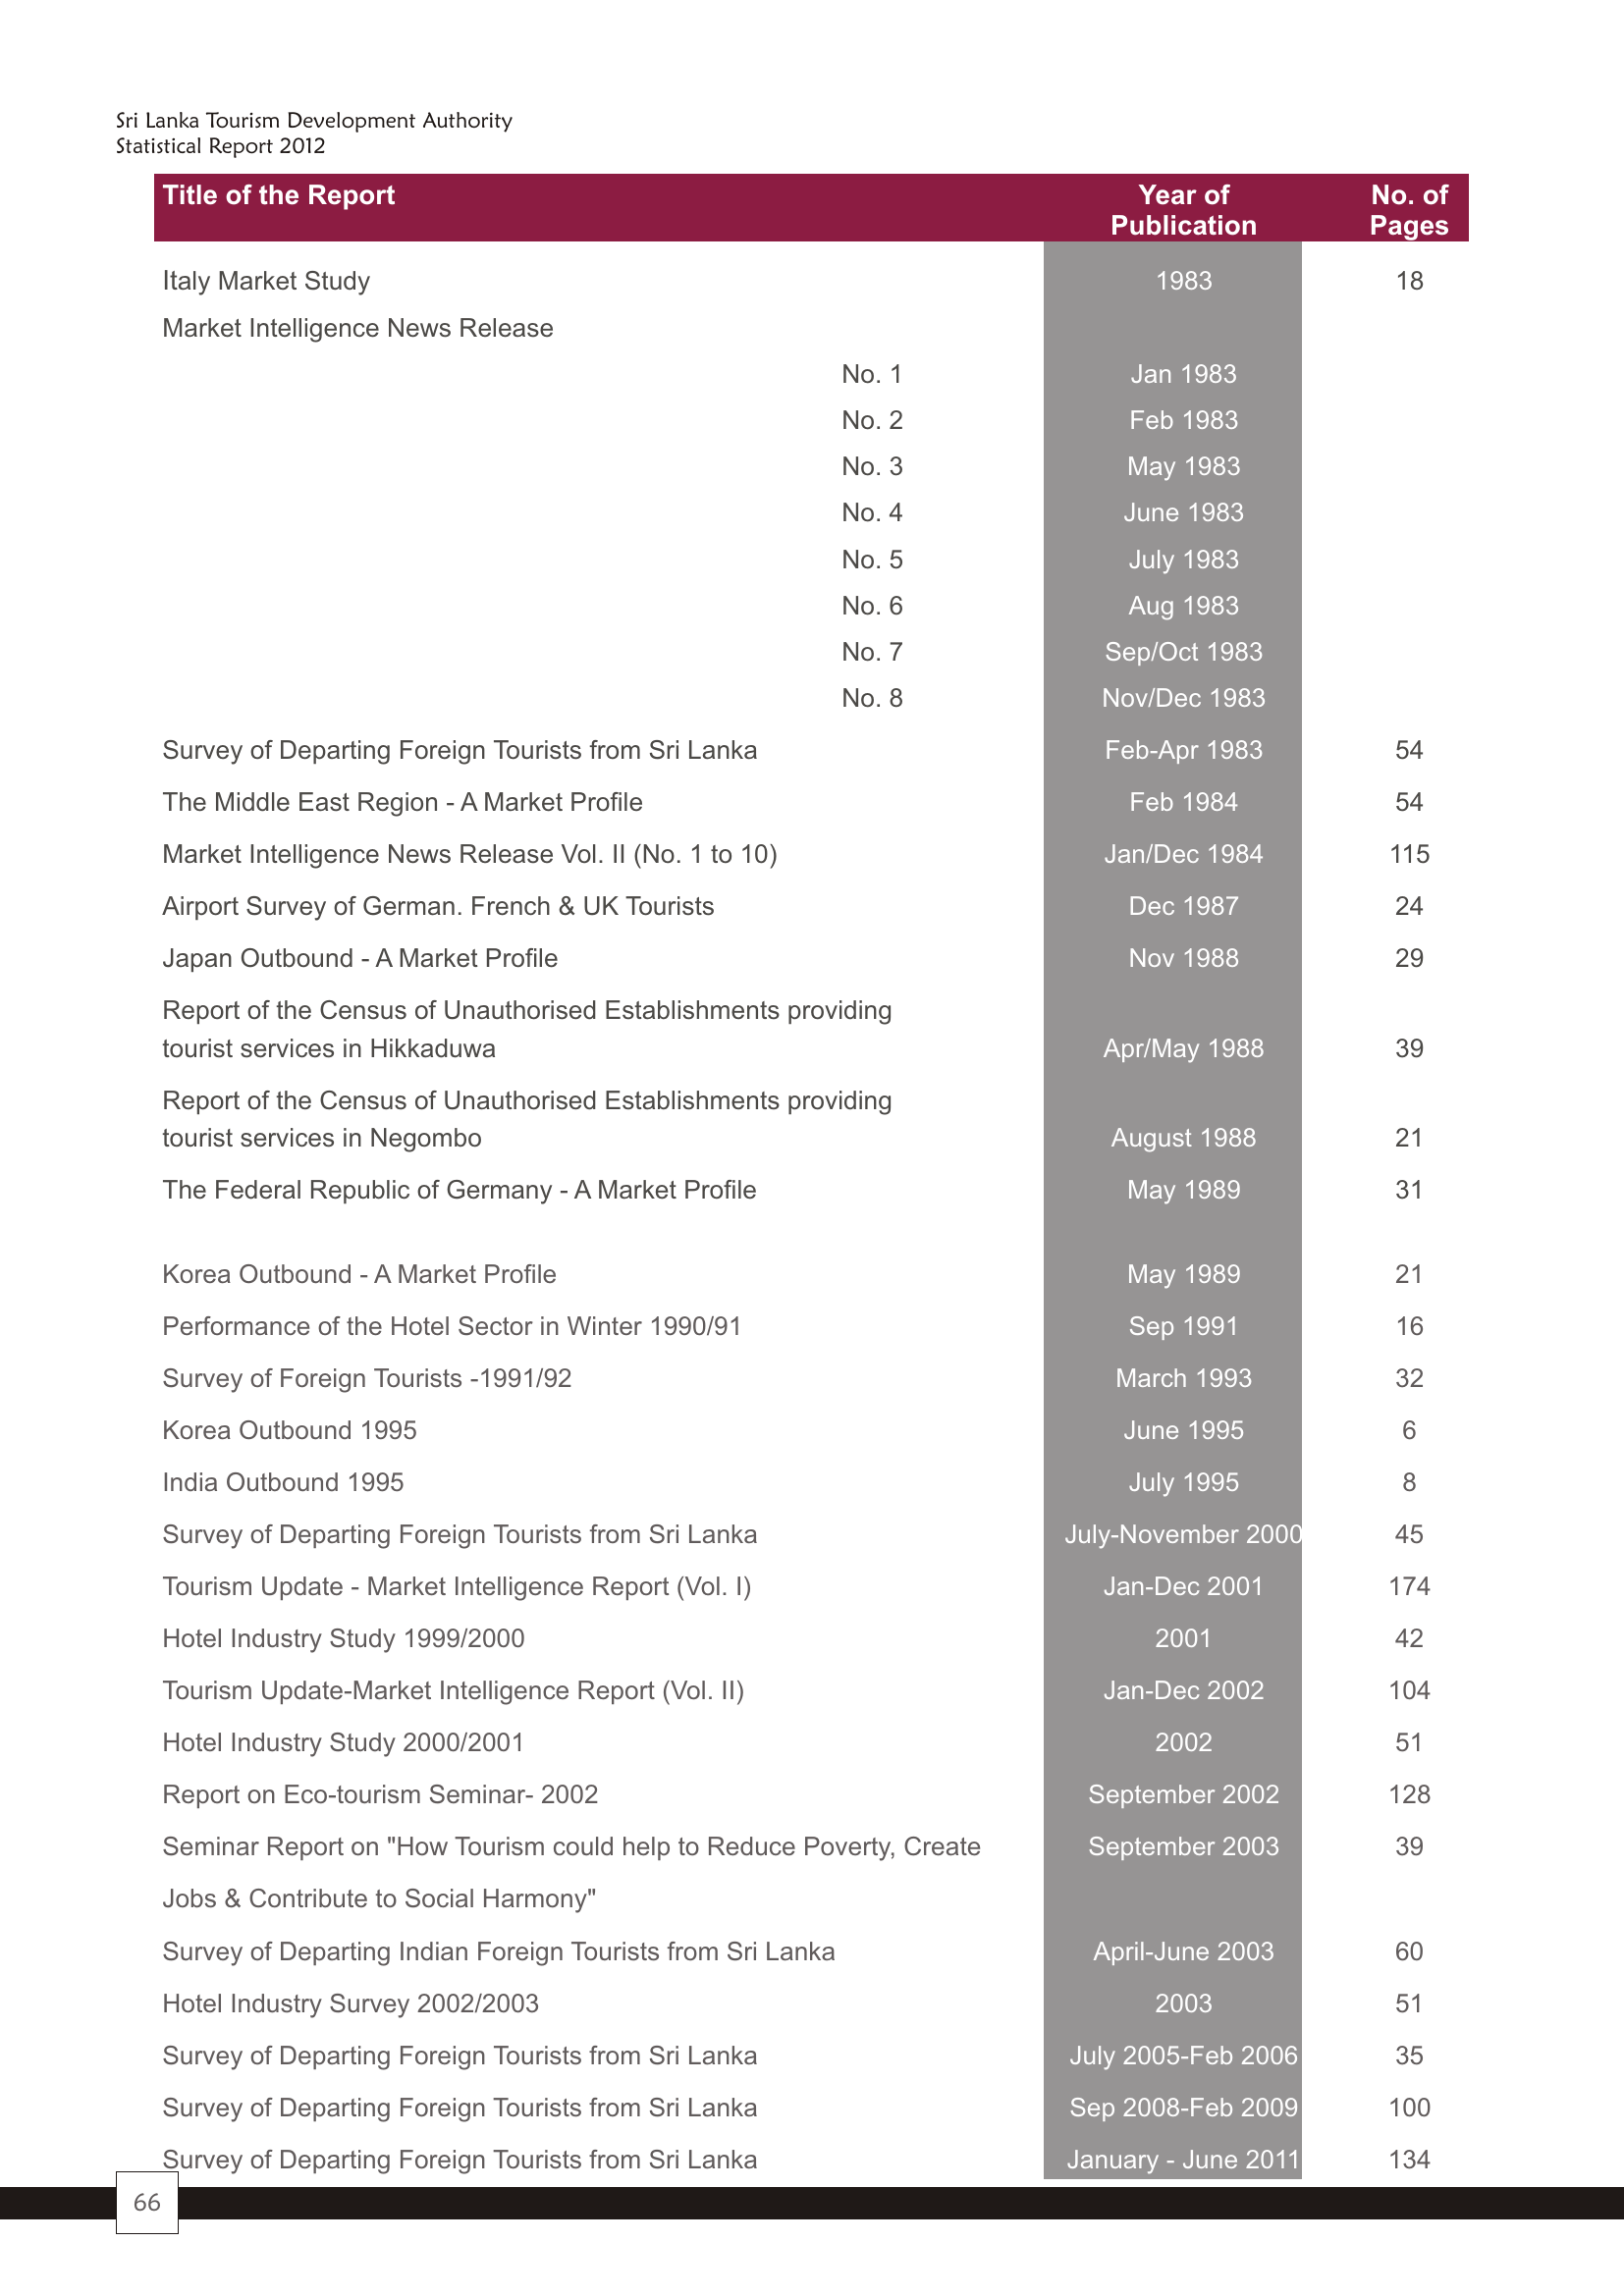 Sri Lanka Tourism Development Authority
Statistical Report 2012
Title of the Report Year of No. of
Publication Pages
Italy Market Study 1983 18
Market Intelligence News Release
No. 1 Jan 1983
No. 2 Feb 1983
No. 3 May 1983
No. 4 June 1983
No. 5 July 1983
No. 6 Aug 1983
No. 7 Sep/Oct 1983
No. 8 Nov/Dec 1983
Survey of Departing Foreign Tourists from Sri Lanka Feb-Apr 1983 54
The Middle East Region - A Market Profile Feb 1984 54
Market Intelligence News Release Vol. II (No. 1 to 10) Jan/Dec 1984 115
Airport Survey of German. French & UK Tourists Dec 1987 24
Japan Outbound - A Market Profile Nov 1988 29
Report of the Census of Unauthorised Establishments providing
tourist services in Hikkaduwa Apr/May 1988 39
Report of the Census of Unauthorised Establishments providing
tourist services in Negombo August 1988 21
The Federal Republic of Germany - A Market Profile May 1989 31
Korea Outbound - A Market Profile May 1989 21
Performance of the Hotel Sector in Winter 1990/91 Sep 1991 16
Survey of Foreign Tourists -1991/92 March 1993 32
Korea Outbound 1995 June 1995 6
India Outbound 1995 July 1995 8
Survey of Departing Foreign Tourists from Sri Lanka July-November 2000 45
Tourism Update - Market Intelligence Report (Vol. I) Jan-Dec 2001 174
Hotel Industry Study 1999/2000 2001 42
Tourism Update-Market Intelligence Report (Vol. II) Jan-Dec 2002 104
Hotel Industry Study 2000/2001 2002 51
Report on Eco-tourism Seminar- 2002 September 2002 128
Seminar Report on "How Tourism could help to Reduce Poverty, Create September 2003 39
Jobs & Contribute to Social Harmony"
Survey of Departing Indian Foreign Tourists from Sri Lanka April-June 2003 60
Hotel Industry Survey 2002/2003 2003 51
Survey of Departing Foreign Tourists from Sri Lanka July 2005-Feb 2006 35
Survey of Departing Foreign Tourists from Sri Lanka Sep 2008-Feb 2009 100
Survey of Departing Foreign Tourists from Sri Lanka January - June 2011 134
66